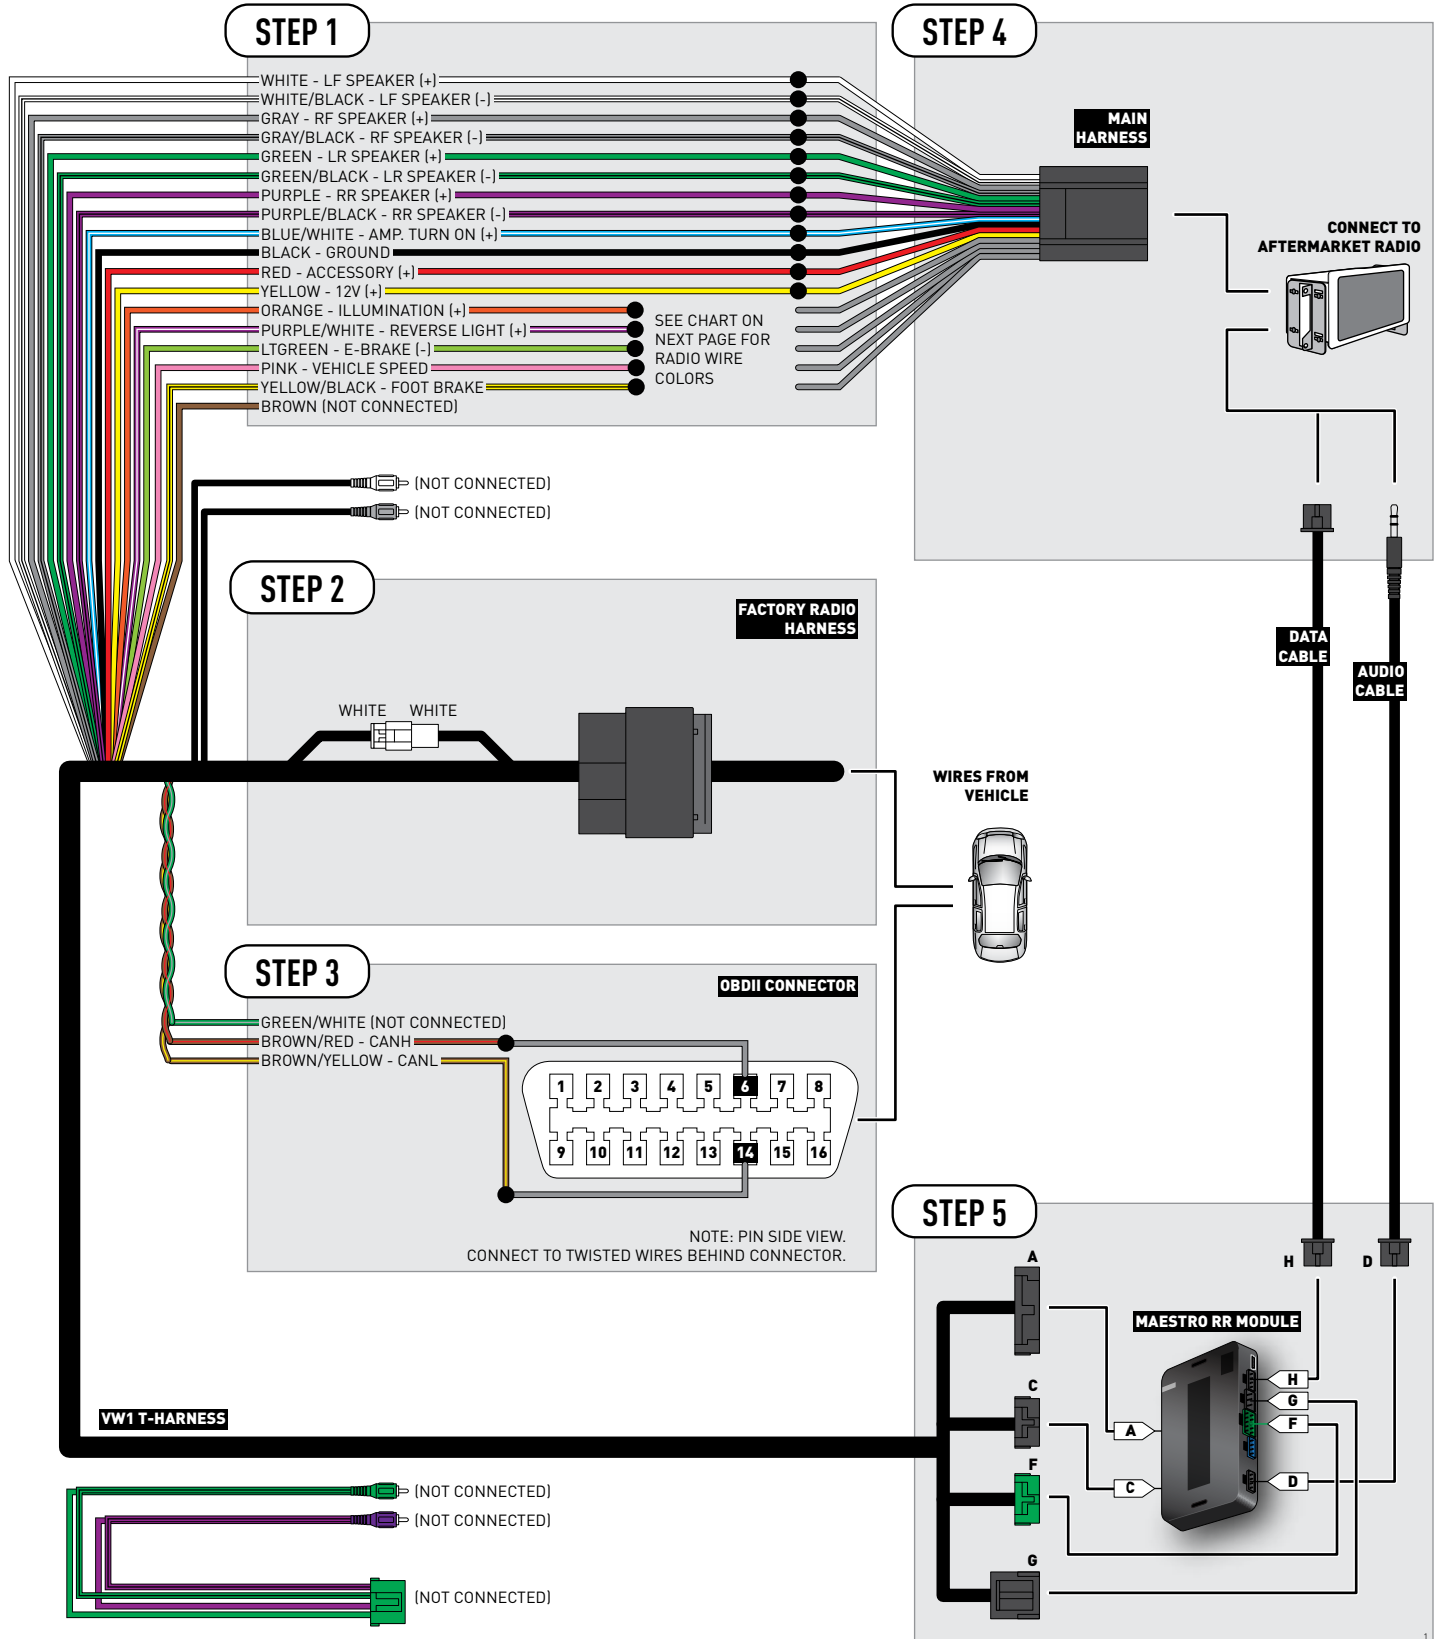 STEP 1
WHITE - LF SPEAKER (+)
WHITE/BLACK - LF SPEAKER (-)
GRAY - RF SPEAKER (+)
GRAY/BLACK - RF SPEAKER (-)
GREEN - LR SPEAKER (+)
GREEN/BLACK - LR SPEAKER (-)
PURPLE - RR SPEAKER (+)
PURPLE/BLACK - RR SPEAKER (-)
BLUE/WHITE - AMP. TURN ON (+)
BLACK - GROUND
RED - ACCESSORY (+)
YELLOW - 12V (+)
ORANGE - ILLUMINATION (+)
PURPLE/WHITE - REVERSE LIGHT (+)
LTGREEN - E-BRAKE (-)
PINK - VEHICLE SPEED
YELLOW/BLACK - FOOT BRAKE
BROWN (NOT CONNECTED)
SEE CHART ON
NEXT PAGE FOR
RADIO WIRE
COLORS
(NOT CONNECTED)
(NOT CONNECTED)
STEP 4
MAIN
HARNESS
CONNECT TO
AFTERMARKET RADIO
DATA
CABLE
AUDIO
CABLE
STEP 2
FACTORY RADIO
HARNESS
WHITE WHITE
WIRES FROM
VEHICLE
STEP 3
OBDII CONNECTOR
GREEN/WHITE (NOT CONNECTED)
BROWN/RED - CANH
BROWN/YELLOW - CANL
1 2 3 4 5 6 7 8
9 10 11 12 13 14 15 16
NOTE: PIN SIDE VIEW.
CONNECT TO TWISTED WIRES BEHIND CONNECTOR.
STEP 5
H D
A
MAESTRO RR MODULE
C
F
G
H
G
F
A
D
C
VW1 T-HARNESS
(NOT CONNECTED)
(NOT CONNECTED)
(NOT CONNECTED)
1